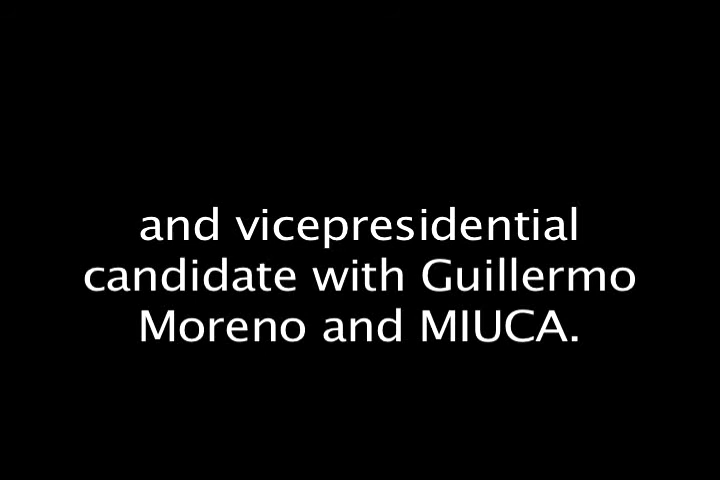 and vicepresidential
candidate with Guillermo
Moreno and MIUCA.